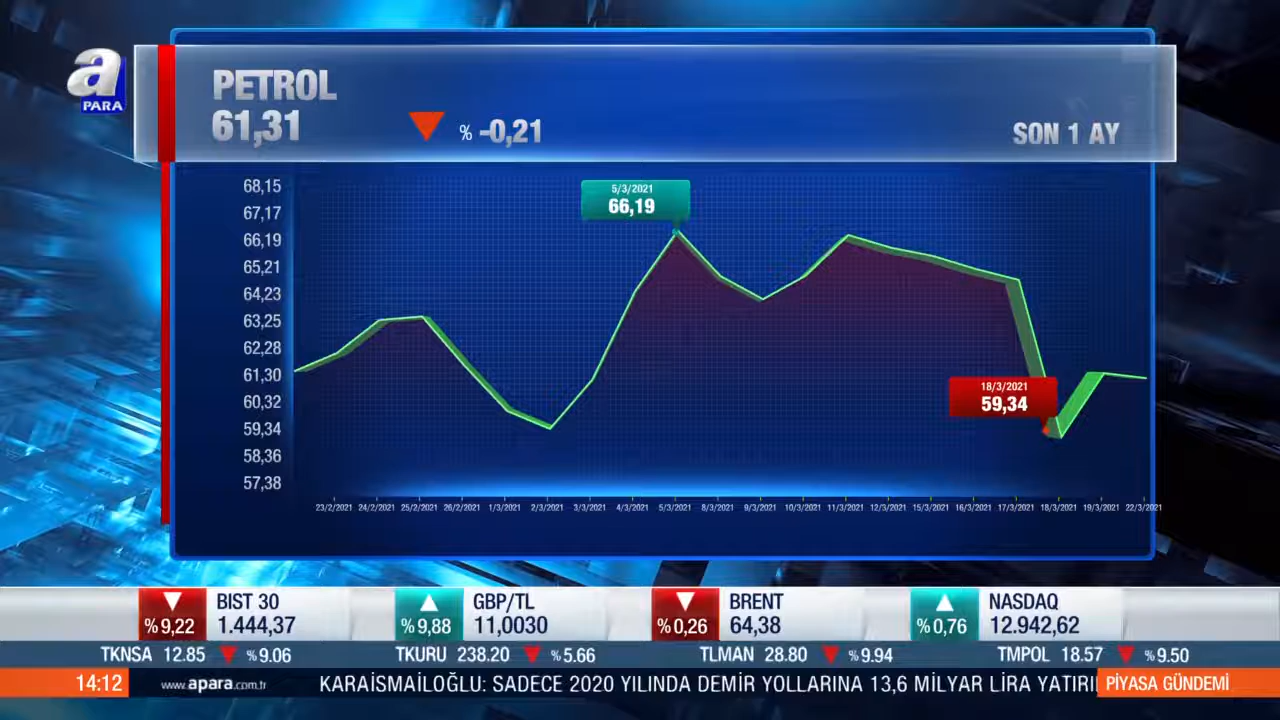 a
PARA
PETROL
61,31
% -0,21
SON 1 AY
68,15
67,17
66,19
65,21
64,23
63,25
62,28
61,30
60,32
59,34
58,36
57,38
5/3/2021
66,19
18/3/2021
59,34
23/2/2021 24/2/2021 25/2/2021 26/2/2021 1/3/2021 2/3/2021 3/3/2021 4/3/2021 5/3/2021 8/3/2021 9/3/2021 10/3/2021 11/3/2021 12/3/2021 15/3/2021 16/3/2021 17/3/2021 18/3/2021 19/3/2021 22/3/2021
% 9,22 BIST 30
1.444,37
% 9,88 GBP/TL
11,0030
% 0,26 BRENT
64,38
% 0,76 NASDAQ
12.942,62
TKNSA 12.85 % 9.06 TKURU 238.20 % 5.66 TLMAN 28.80 % 9.94 TMPOL 18.57 % 9.50
14:12 www.apara.com.tr KARAİSMAİLOĞLU: SADECE 2020 YILINDA DEMİR YOLLARINA 13,6 MİLYAR LİRA YATIRI PİYASA GÜNDEMİ